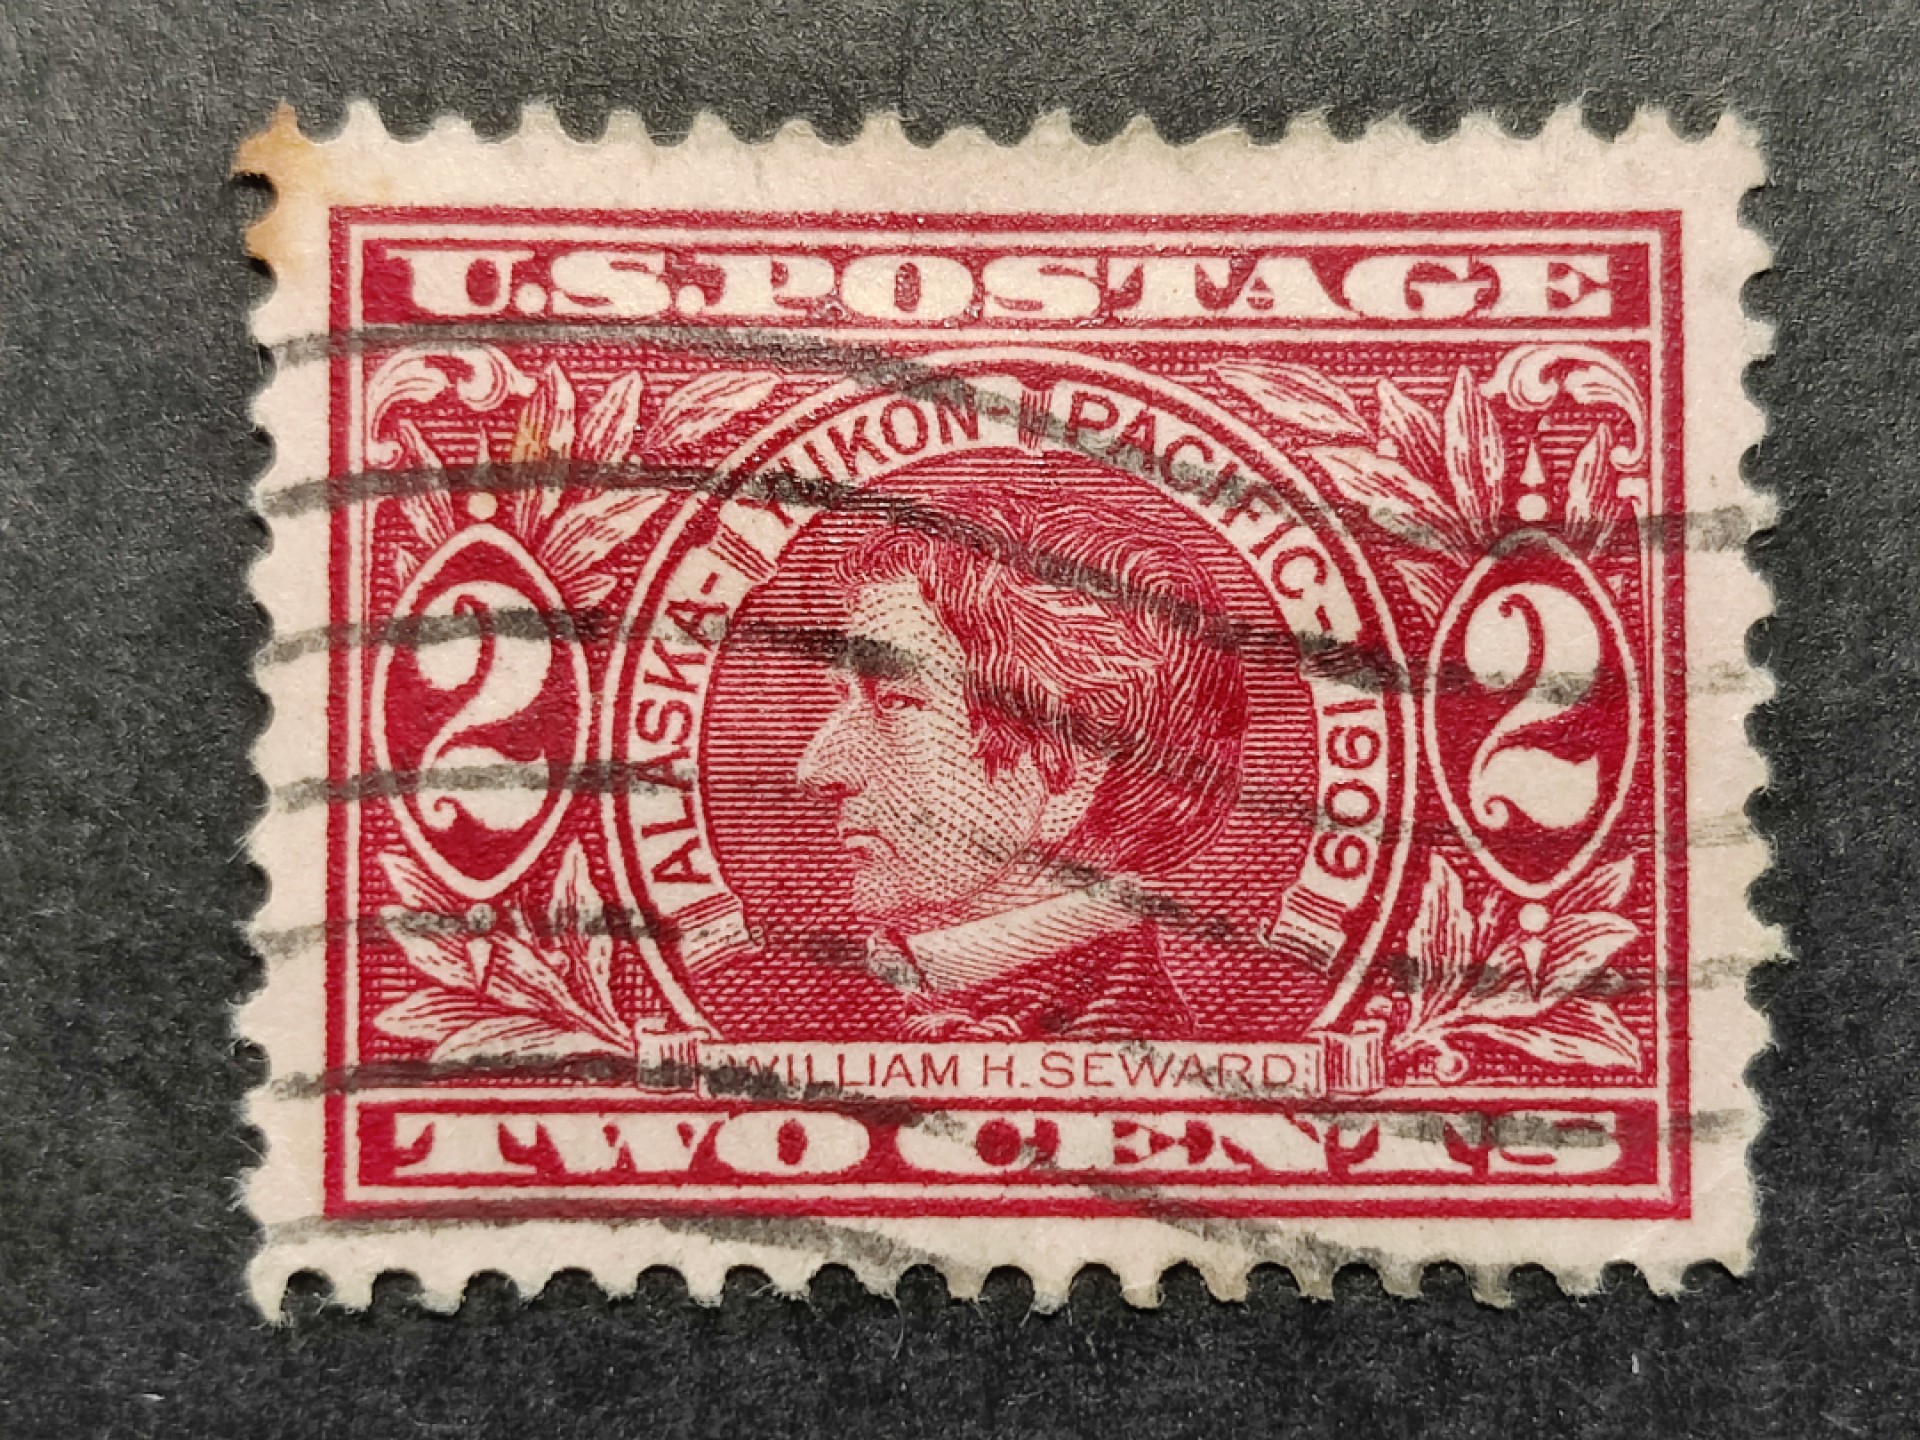 U.S.POSTAGE
ALASKA-YUKON-PACIFIC-1909
2 2
WILLIAM H. SEWARD
TWO CENTS